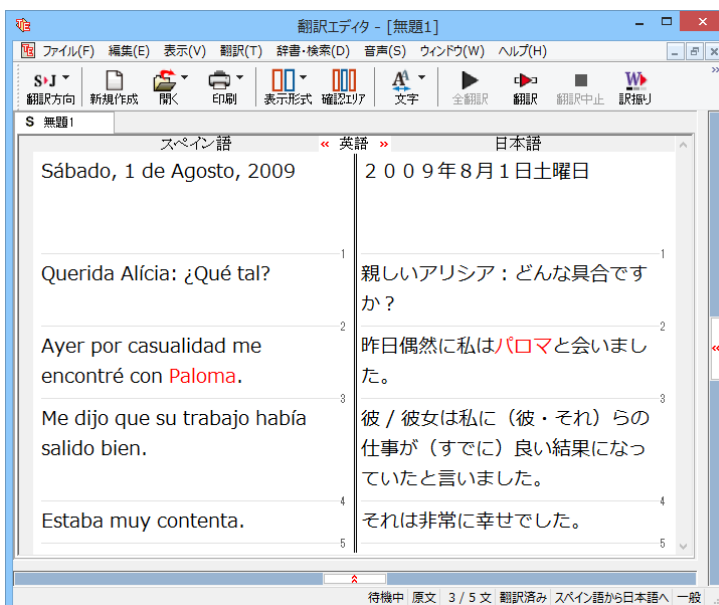 翻訳エディタ - [無題1]
ファイル(F) 編集(E) 表示(V) 翻訳(T) 辞書・検索(D) 音声(S) ウィンドウ(W) ヘルプ(H)
S J
翻訳方向 新規作成 開く 印刷 表示形式 確認エリア 文字 全翻訳 翻訳 翻訳中止 訳振り
S 無題1
スペイン語 « 英語 » 日本語
Sábado, 1 de Agosto, 2009
２００９年８月１日土曜日
1 1
Querida Alícia: ¿Qué tal?
親しいアリシア：どんな具合です
か？
2 2
Ayer por casualidad me
encontré con Paloma.
昨日偶然に私はパロマと会いまし
た。
3 3
Me dijo que su trabajo había
salido bien.
彼 / 彼女は私に（彼・それ）らの
仕事が（すでに）良い結果になっ
ていたと言いました。
4 4
Estaba muy contenta.
それは非常に幸せでした。
5 5
待機中 原文 3 / 5 文 翻訳済み スペイン語から日本語へ 一般